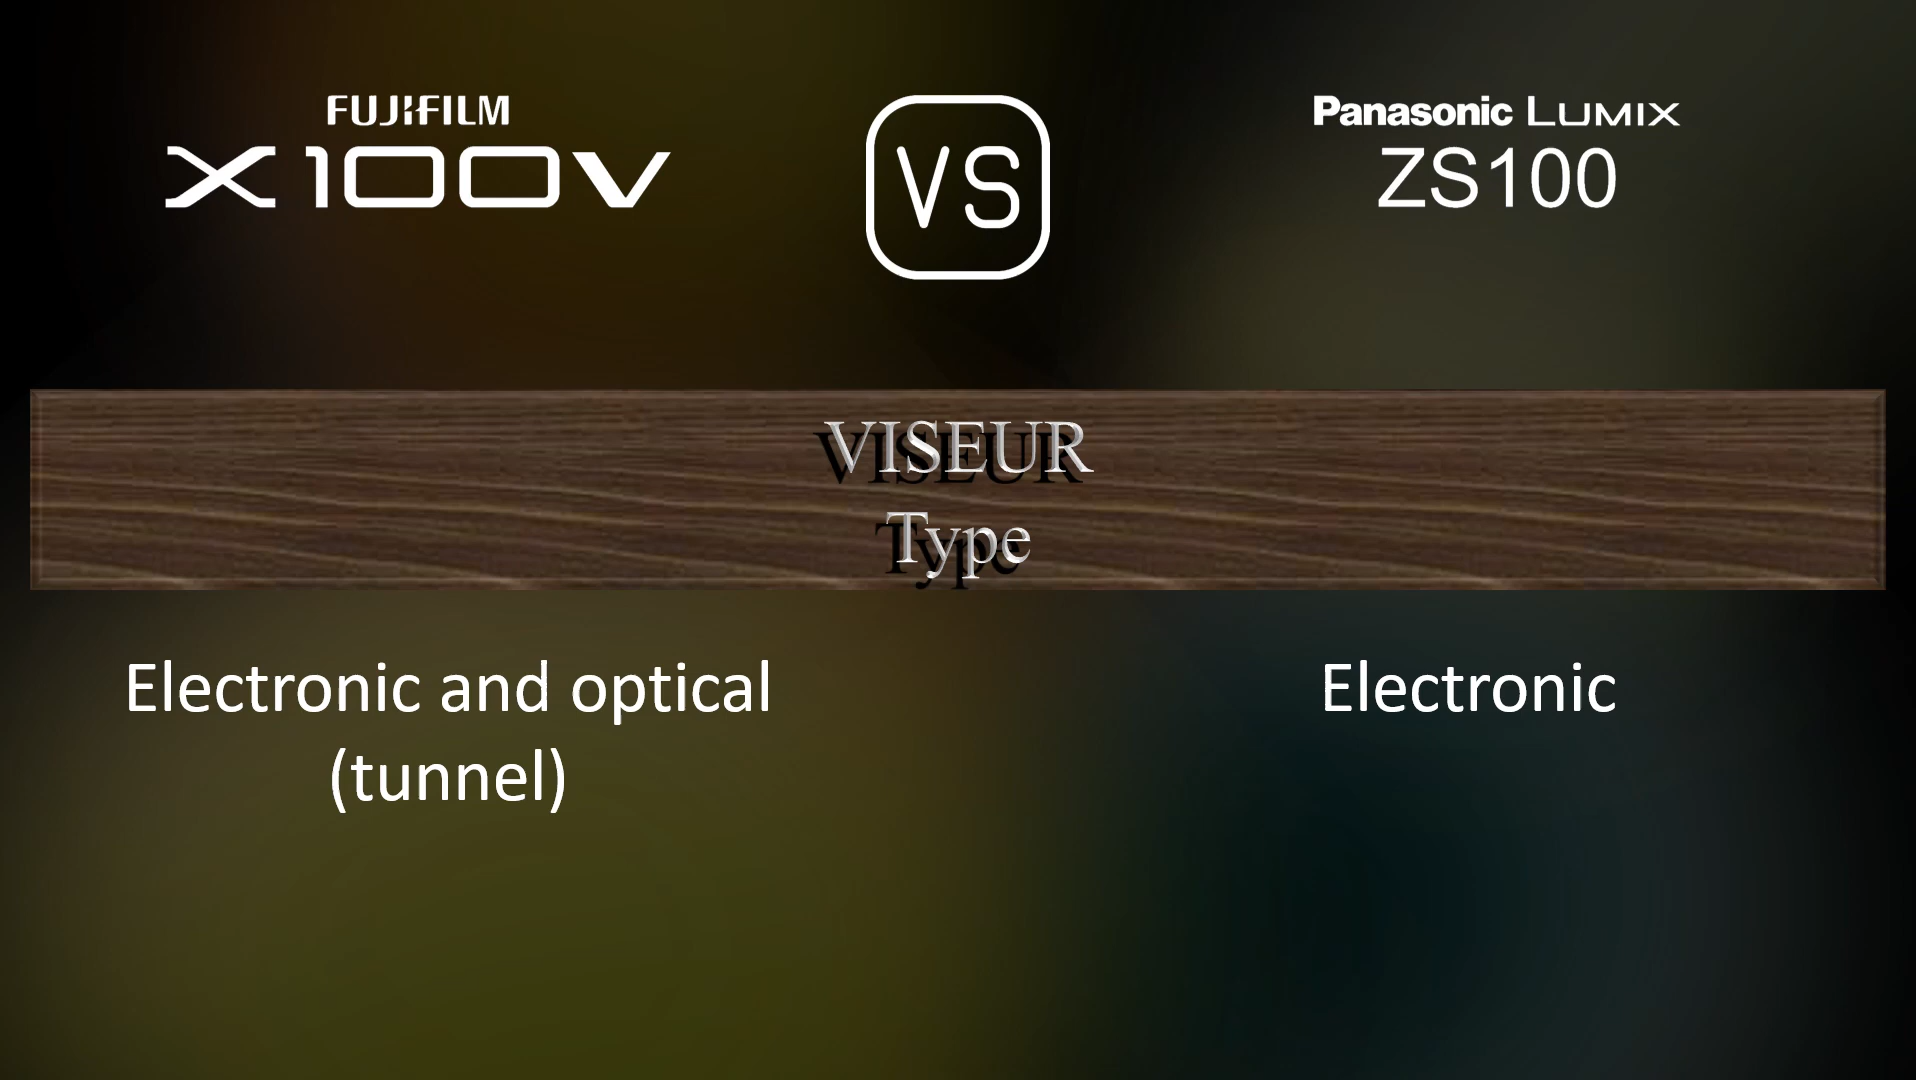 FUJIFILM
X100V
VS
Panasonic LUMIX
ZS100
VISEUR
Type
Electronic and optical
(tunnel)
Electronic